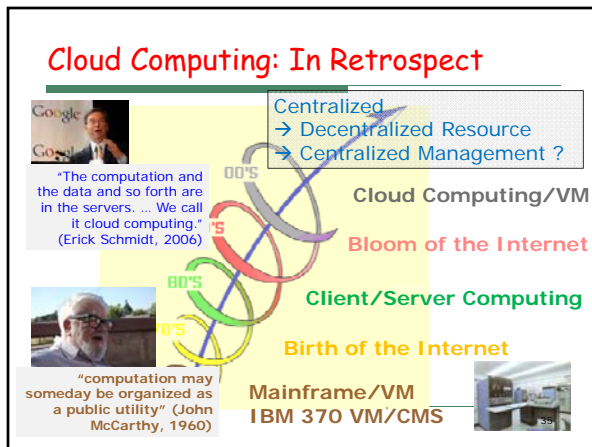 Cloud Computing: In Retrospect
Centralized
→ Decentralized Resource
→ Centralized Management ?
Google
Go
"The computation and
the data and so forth are
in the servers. ... We call
it cloud computing."
(Erick Schmidt, 2006)
00'S
'S
80'S
70'S
Cloud Computing/VM
Bloom of the Internet
Client/Server Computing
Birth of the Internet
Mainframe/VM
IBM 370 VM/CMS
"computation may
someday be organized as
a public utility" (John
McCarthy, 1960)
35